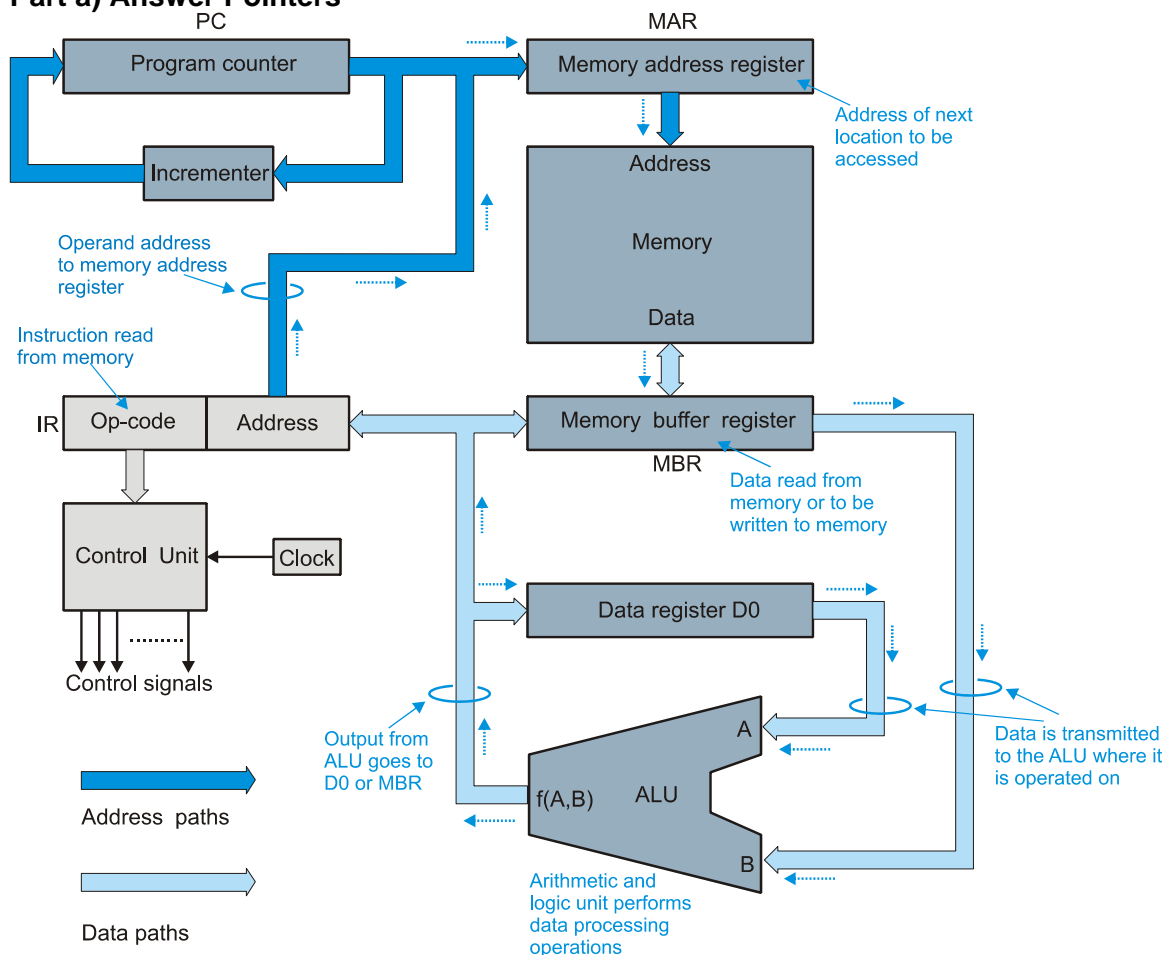 Part a) Answer Pointers
PC
MAR
Program counter
Memory address register
Address of next
location to be
accessed
Incrementer
Address
Memory
Data
Operand address
to memory address
register
Instruction read
from memory
IR
Op-code
Address
Memory buffer register
MBR
Data read from
memory or to be
written to memory
Control Unit
Clock
Data register D0
Control signals
Output from
ALU goes to
D0 or MBR
A
Data is transmitted
to the ALU where it
is operated on
f(A,B)
ALU
B
Address paths
Arithmetic and
logic unit performs
data processing
operations
Data paths